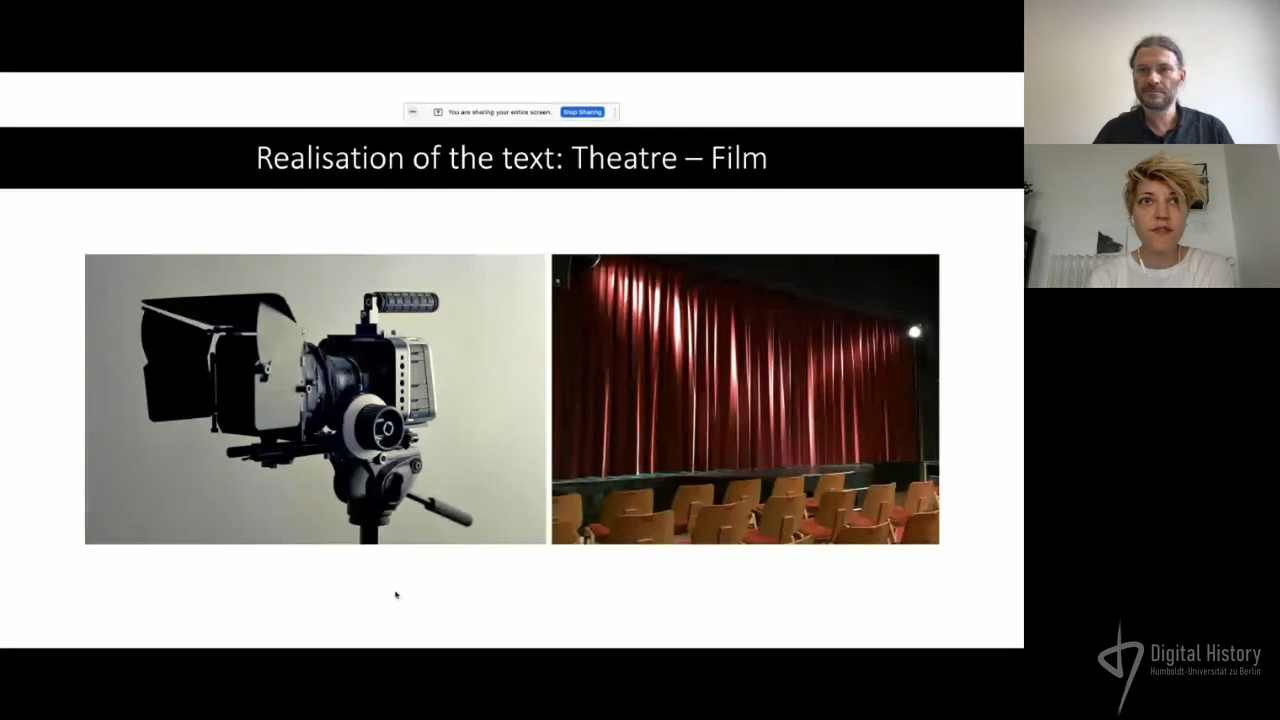 You are sharing your entire screen.
Stop Sharing
Realisation of the text: Theatre – Film
Digital History
Humboldt-Universität zu Berlin